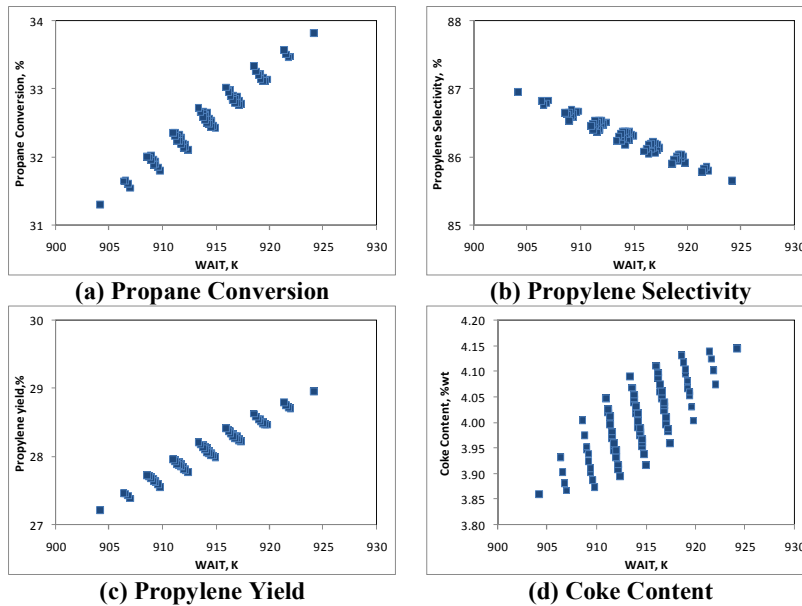 34
33
32
31
Propane Conversion, %
900 905 910 915 920 925 930
WAIT, K
(a) Propane Conversion
88
87
86
85
Propylene Selectivity, %
900 905 910 915 920 925 930
WAIT, K
(b) Propylene Selectivity
30
29
28
27
Propylene yield,%
900 905 910 915 920 925 930
WAIT, K
(c) Propylene Yield
4.20
4.15
4.10
4.05
4.00
3.95
3.90
3.85
3.80
Coke Content, %wt
900 905 910 915 920 925 930
WAIT, K
(d) Coke Content